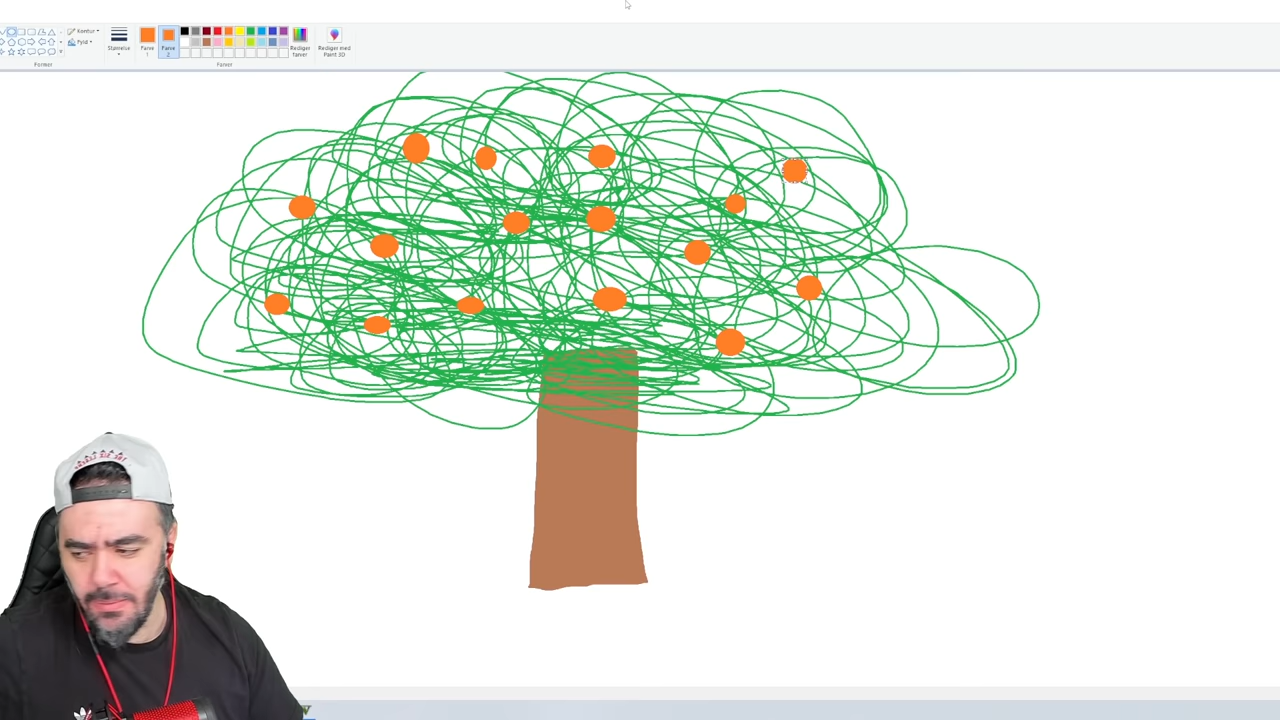 Kontur
Fyld
Størrelse
Farve
1
Farve
2
Rediger
farver
Rediger med
Paint 3D
Former
Farver